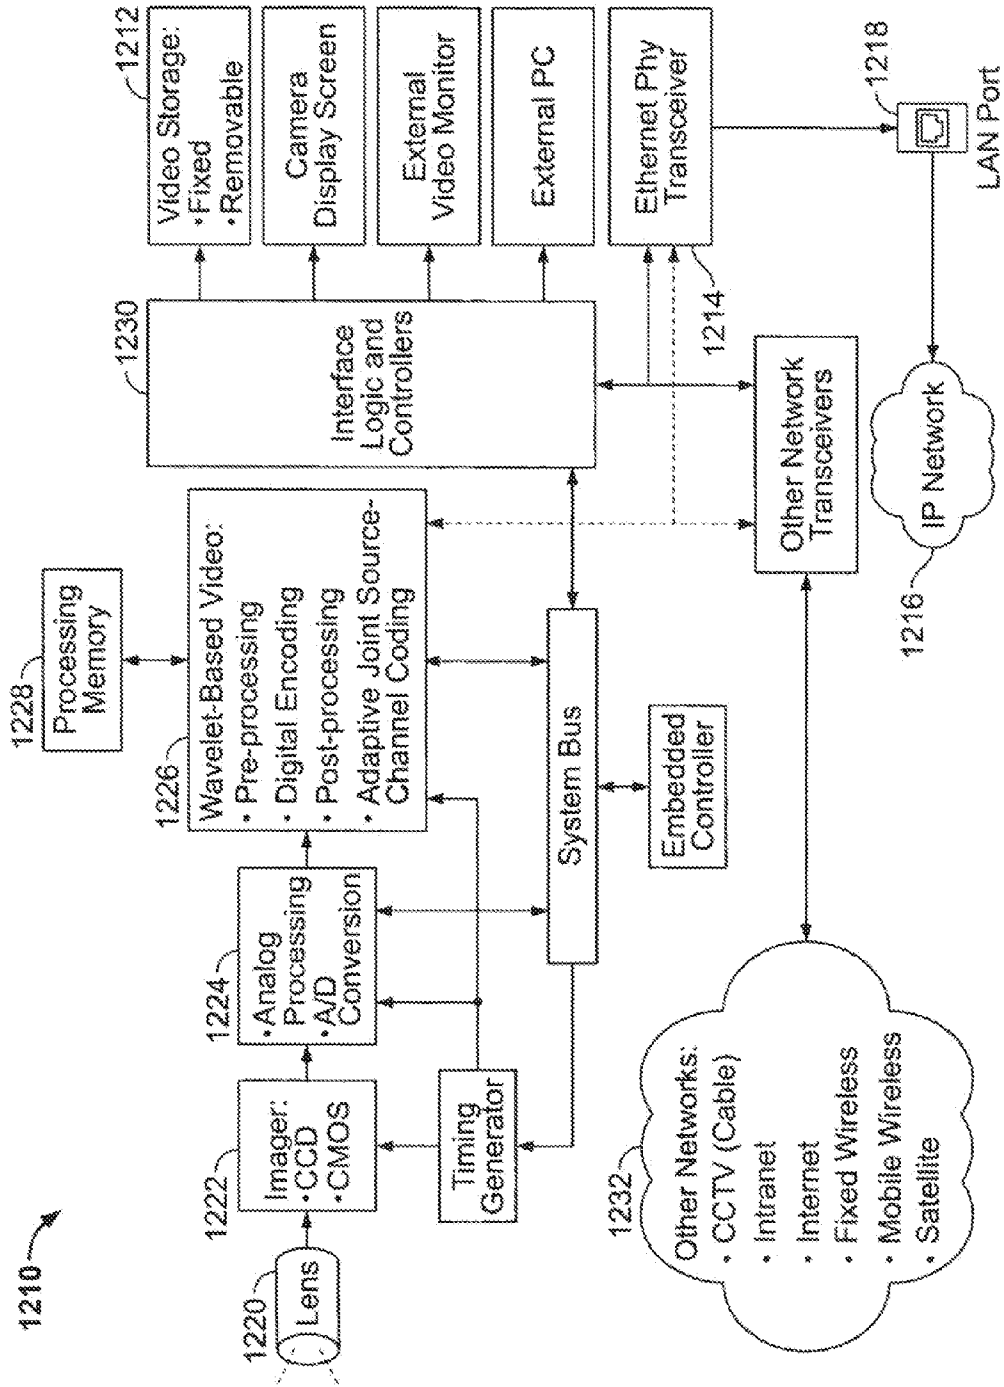 1210
1220
Lens
1222
Imager:
• CCD
• CMOS
1224
• Analog
Processing
• A/D
Conversion
1226
Wavelet-Based Video:
• Pre-processing
• Digital Encoding
• Post-processing
• Adaptive Joint Source-
Channel Coding
1228
Processing
Memory
1230
Interface
Logic and
Controllers
1212
Video Storage:
• Fixed
• Removable
Camera
Display Screen
External
Video Monitor
External PC
Ethernet Phy
Transceiver
1214
Timing
Generator
System Bus
Embedded
Controller
Other Network
Transceivers
1218
LAN Port
IP Network
1216
1232
Other Networks:
• CCTV (Cable)
• Intranet
• Internet
• Fixed Wireless
• Mobile Wireless
• Satellite